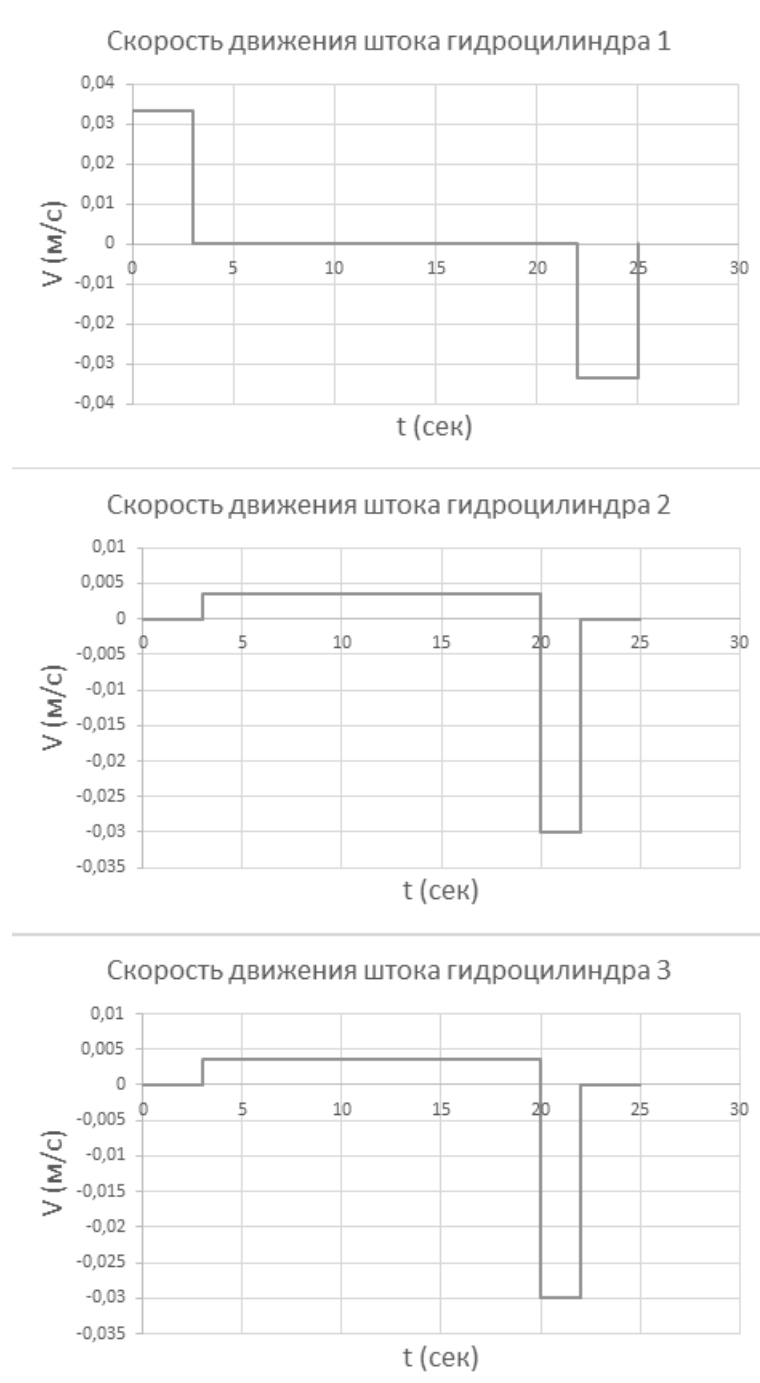 Скорость движения штока гидроцилиндра 1
0,04
0,03
0,02
0,01
0
-0,01
-0,02
-0,03
-0,04
0 5 10 15 20 25 30
V (м/с)
t (сек)
Скорость движения штока гидроцилиндра 2
0,01
0,005
0
-0,005
-0,01
-0,015
-0,02
-0,025
-0,03
-0,035
0 5 10 15 20 25 30
V (м/с)
t (сек)
Скорость движения штока гидроцилиндра 3
0,01
0,005
0
-0,005
-0,01
-0,015
-0,02
-0,025
-0,03
-0,035
0 5 10 15 20 25 30
V (м/с)
t (сек)